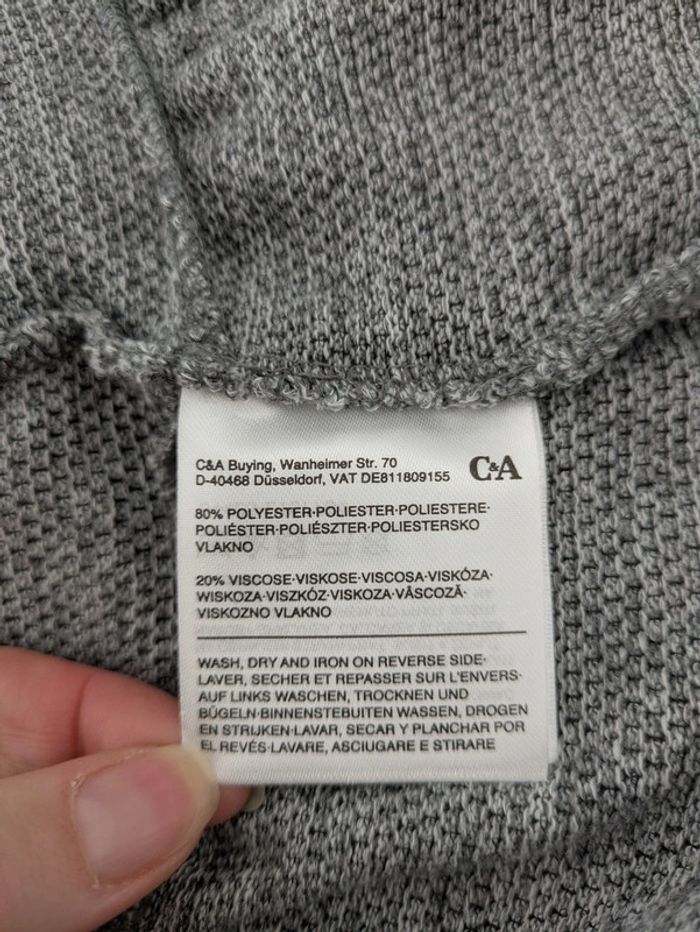 C&A Buying, Wanheimer Str. 70
D-40468 Düsseldorf, VAT DE811809155
C&A
80% POLYESTER·POLIESTER·POLIESTERE·
POLIÉSTER·POLIÉSZTER·POLIESTERSKO
VLAKNO
20% VISCOSE·VISKOSE·VISCOSA·VISKÓZA·
WISKOZA·VISZKÓZ·VISKOZA·VÂSCOZĂ·
VISKOZNO VLAKNO
WASH, DRY AND IRON ON REVERSE SIDE·
LAVER, SECHER ET REPASSER SUR L'ENVERS·
AUF LINKS WASCHEN, TROCKNEN UND
BÜGELN·BINNENSTEBUITEN WASSEN, DROGEN
EN STRIJKEN·LAVAR, SECAR Y PLANCHAR POR
EL REVÉS·LAVARE, ASCIUGARE E STIRARE